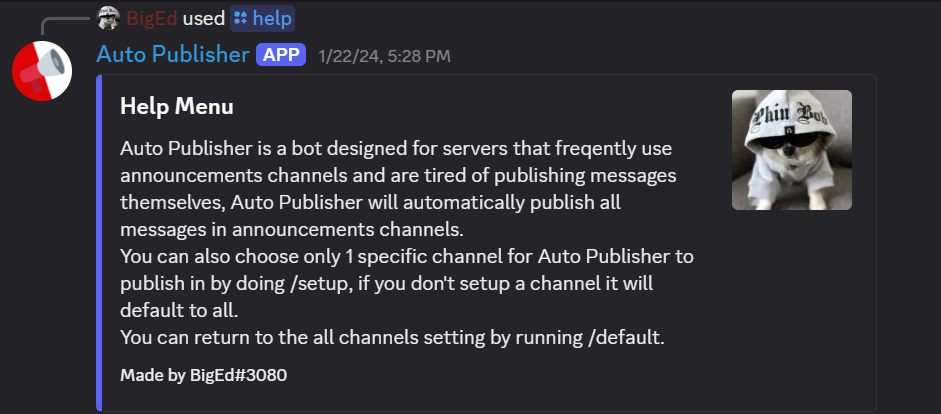 BigEd used help
Auto Publisher APP 1/22/24, 5:28 PM
Help Menu
Auto Publisher is a bot designed for servers that freqently use
announcements channels and are tired of publishing messages
themselves, Auto Publisher will automatically publish all
messages in announcements channels.
You can also choose only 1 specific channel for Auto Publisher to
publish in by doing /setup, if you don't setup a channel it will
default to all.
You can return to the all channels setting by running /default.
Made by BigEd#3080
Phin Bob